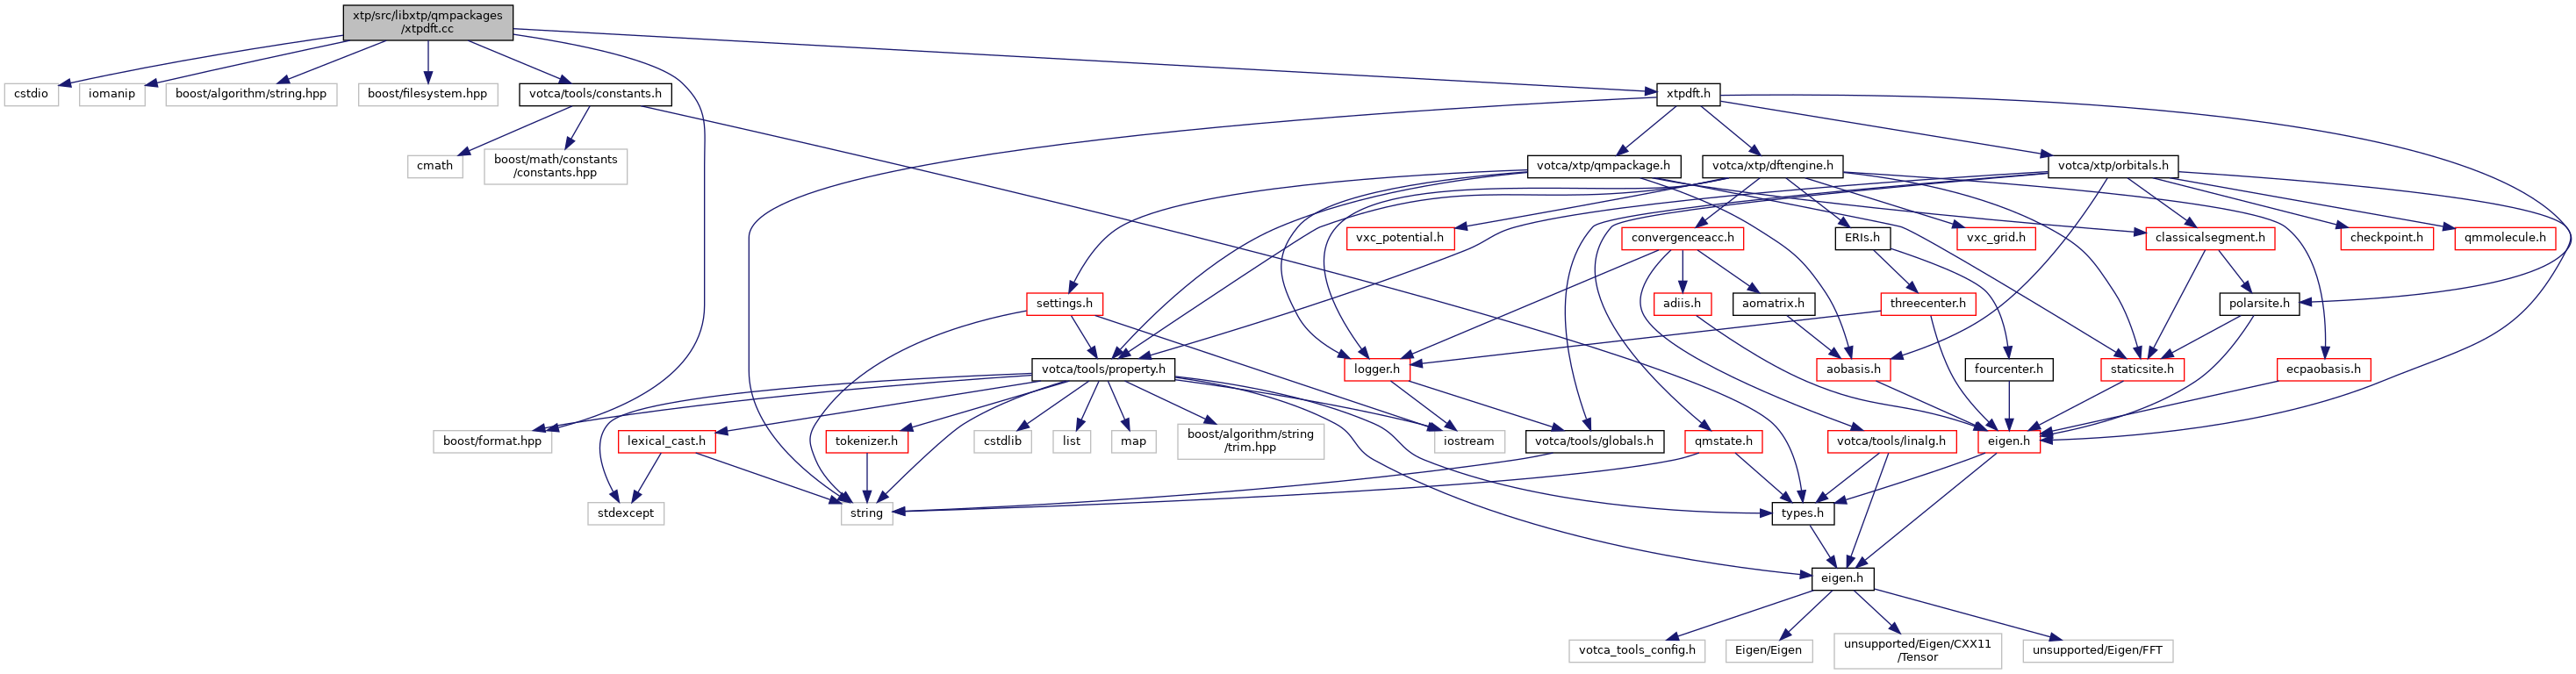 xtp/src/libxtp/qmpackages
/xtpdft.cc
cstdio
iomanip
boost/algorithm/string.hpp
boost/filesystem.hpp
votca/tools/constants.h
xtpdft.h
cmath
boost/math/constants
/constants.hpp
votca/xtp/qmpackage.h
votca/xtp/dftengine.h
votca/xtp/orbitals.h
vxc_potential.h
convergenceacc.h
ERIs.h
vxc_grid.h
classicalsegment.h
checkpoint.h
qmmolecule.h
settings.h
adiis.h
aomatrix.h
threecenter.h
polarsite.h
votca/tools/property.h
logger.h
aobasis.h
fourcenter.h
staticsite.h
ecpaobasis.h
boost/format.hpp
lexical_cast.h
tokenizer.h
cstdlib
list
map
boost/algorithm/string
/trim.hpp
iostream
votca/tools/globals.h
qmstate.h
votca/tools/linalg.h
eigen.h
stdexcept
string
types.h
eigen.h
votca_tools_config.h
Eigen/Eigen
unsupported/Eigen/CXX11
/Tensor
unsupported/Eigen/FFT